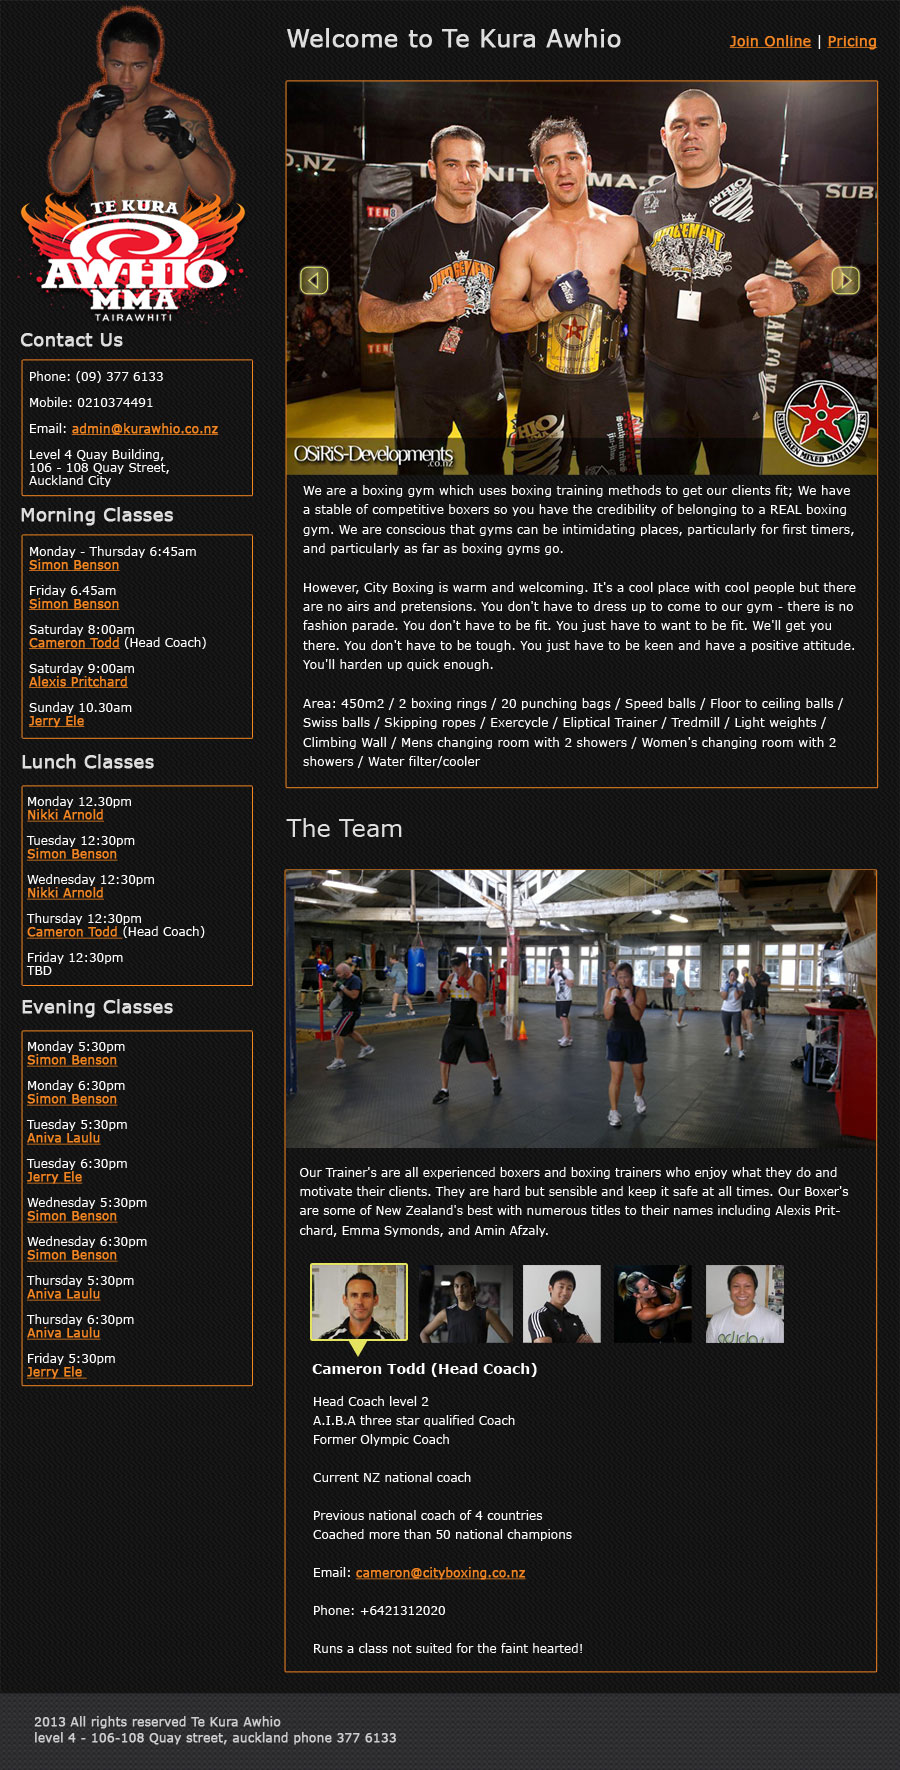 TE KURA
AWHIO
MMA
TAIRAWHITI
Contact Us
Phone: (09) 377 6133
Mobile: 0210374491
Email: admin@kurawhio.co.nz
Level 4 Quay Building,
106 - 108 Quay Street,
Auckland City
Morning Classes
Monday - Thursday 6:45am
Simon Benson
Friday 6.45am
Simon Benson
Saturday 8:00am
Cameron Todd (Head Coach)
Saturday 9:00am
Alexis Pritchard
Sunday 10.30am
Jerry Ele
Lunch Classes
Monday 12.30pm
Nikki Arnold
Tuesday 12:30pm
Simon Benson
Wednesday 12:30pm
Nikki Arnold
Thursday 12:30pm
Cameron Todd (Head Coach)
Friday 12:30pm
TBD
Evening Classes
Monday 5:30pm
Simon Benson
Monday 6:30pm
Simon Benson
Tuesday 5:30pm
Aniva Laulu
Tuesday 6:30pm
Jerry Ele
Wednesday 5:30pm
Simon Benson
Wednesday 6:30pm
Simon Benson
Thursday 5:30pm
Aniva Laulu
Thursday 6:30pm
Aniva Laulu
Friday 5:30pm
Jerry Ele
Welcome to Te Kura Awhio
Join Online | Pricing
O.NZ
SUB
AWHIO
JUDGEMENT
JUDGEMENT
OSiRiS-Developments
.co.nz
We are a boxing gym which uses boxing training methods to get our clients fit; We have
a stable of competitive boxers so you have the credibility of belonging to a REAL boxing
gym. We are conscious that gyms can be intimidating places, particularly for first timers,
and particularly as far as boxing gyms go.
However, City Boxing is warm and welcoming. It's a cool place with cool people but there
are no airs and pretensions. You don't have to dress up to come to our gym - there is no
fashion parade. You don't have to be fit. You just have to want to be fit. We'll get you
there. You don't have to be tough. You just have to be keen and have a positive attitude.
You'll harden up quick enough.
Area: 450m2 / 2 boxing rings / 20 punching bags / Speed balls / Floor to ceiling balls /
Swiss balls / Skipping ropes / Exercycle / Eliptical Trainer / Tredmill / Light weights /
Climbing Wall / Mens changing room with 2 showers / Women's changing room with 2
showers / Water filter/cooler
The Team
Our Trainer's are all experienced boxers and boxing trainers who enjoy what they do and
motivate their clients. They are hard but sensible and keep it safe at all times. Our Boxer's
are some of New Zealand's best with numerous titles to their names including Alexis Prit-
chard, Emma Symonds, and Amin Afzaly.
Cameron Todd (Head Coach)
Head Coach level 2
A.I.B.A three star qualified Coach
Former Olympic Coach
Current NZ national coach
Previous national coach of 4 countries
Coached more than 50 national champions
Email: cameron@cityboxing.co.nz
Phone: +6421312020
Runs a class not suited for the faint hearted!
2013 All rights reserved Te Kura Awhio
level 4 - 106-108 Quay street, auckland phone 377 6133